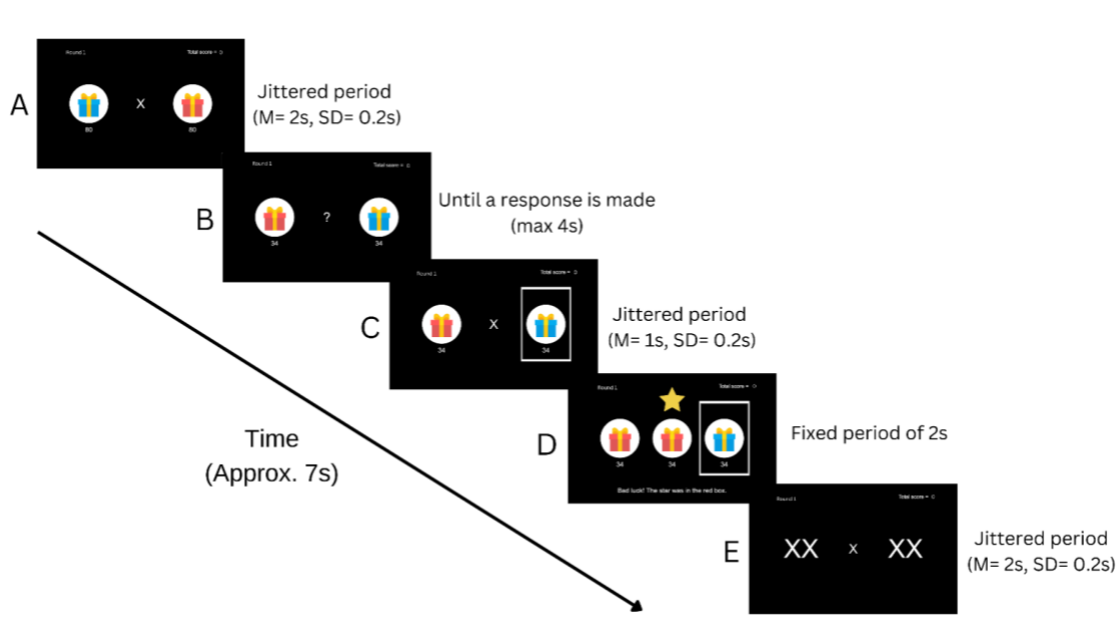 A
Round 1
Total score = 0
X
80
80
Jittered period
(M= 2s, SD= 0.2s)
B
Round 1
Total score = 0
?
34
34
Until a response is made
(max 4s)
C
Round 1
Total score = 0
X
34
34
Jittered period
(M= 1s, SD= 0.2s)
D
Round 1
Total score = 0
34
34
34
Bad luck! The star was in the red box.
Fixed period of 2s
Time
(Approx. 7s)
E
Round 1
Total score = 0
XX
X
XX
Jittered period
(M= 2s, SD= 0.2s)